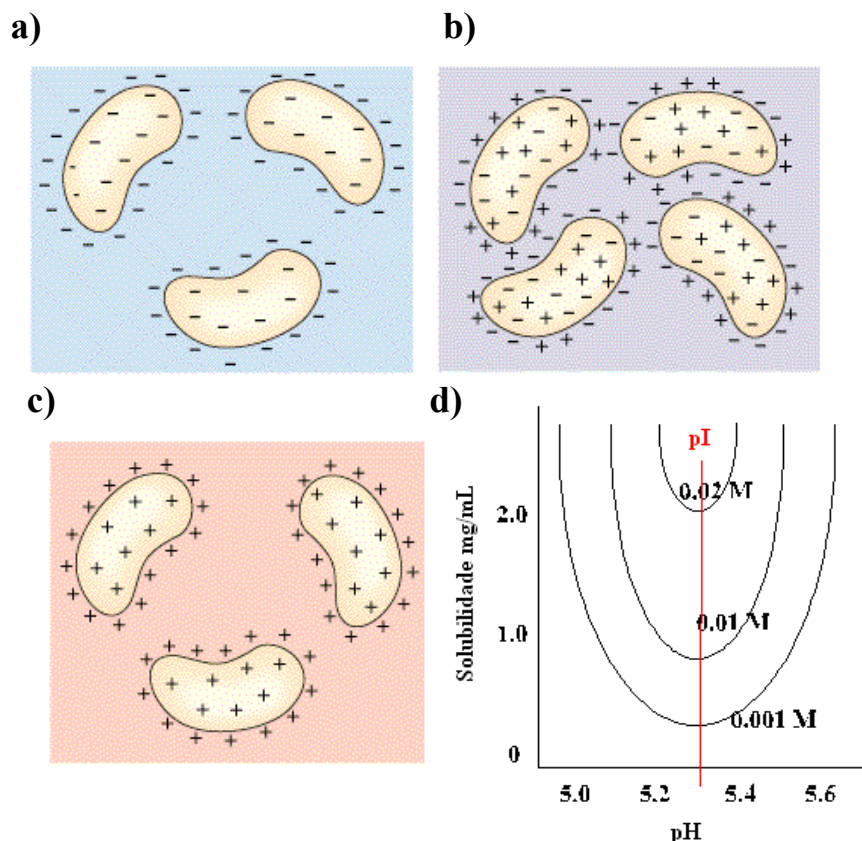 a)
b)
c)
d)
pI
0.02 M
2.0
0.01 M
1.0
0.001 M
0
Solubilidade mg/mL
5.0 5.2 5.4 5.6
pH